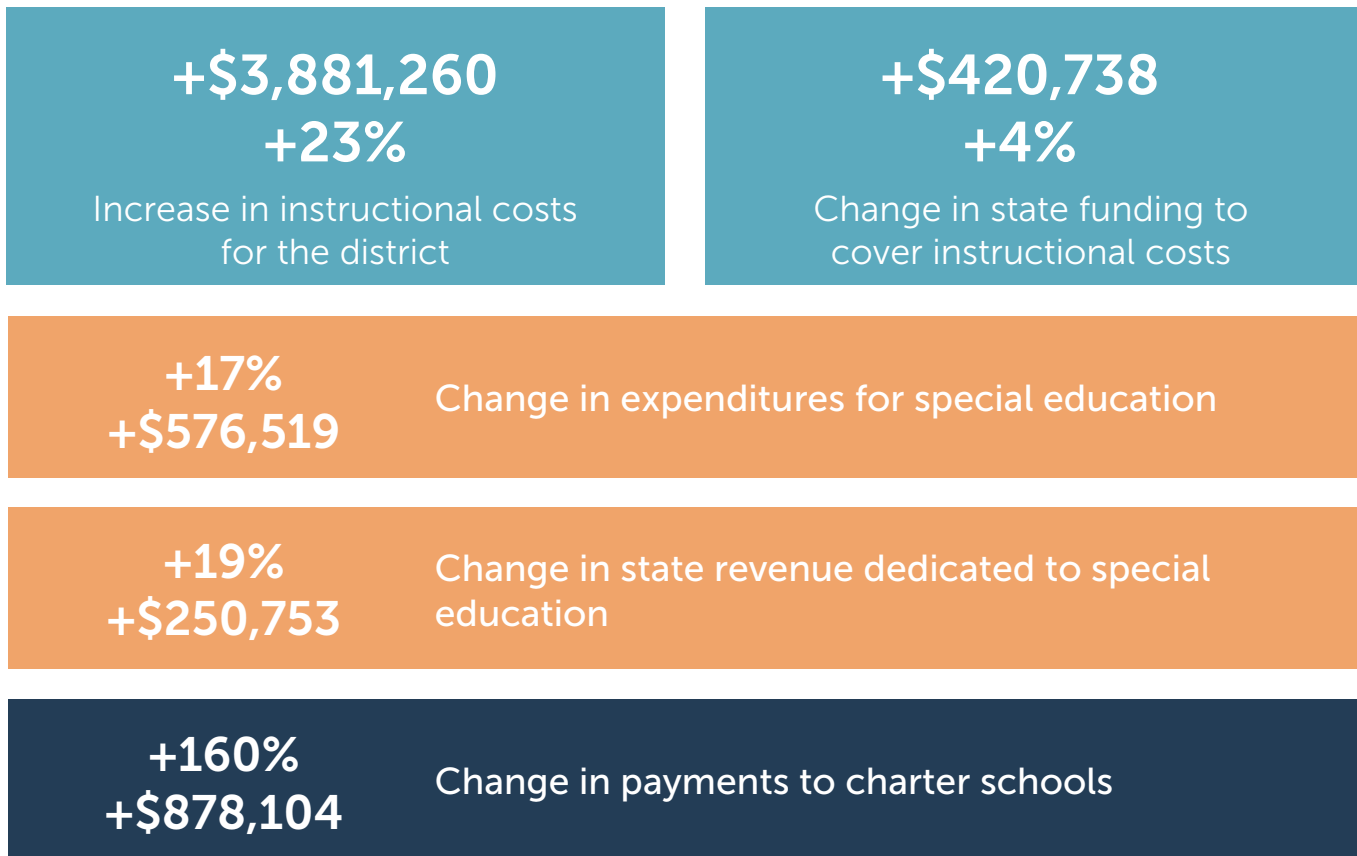 +$3,881,260
+23%
Increase in instructional costs
for the district
+$420,738
+4%
Change in state funding to
cover instructional costs
+17%
+$576,519
Change in expenditures for special education
+19%
+$250,753
Change in state revenue dedicated to special
education
+160%
+$878,104
Change in payments to charter schools